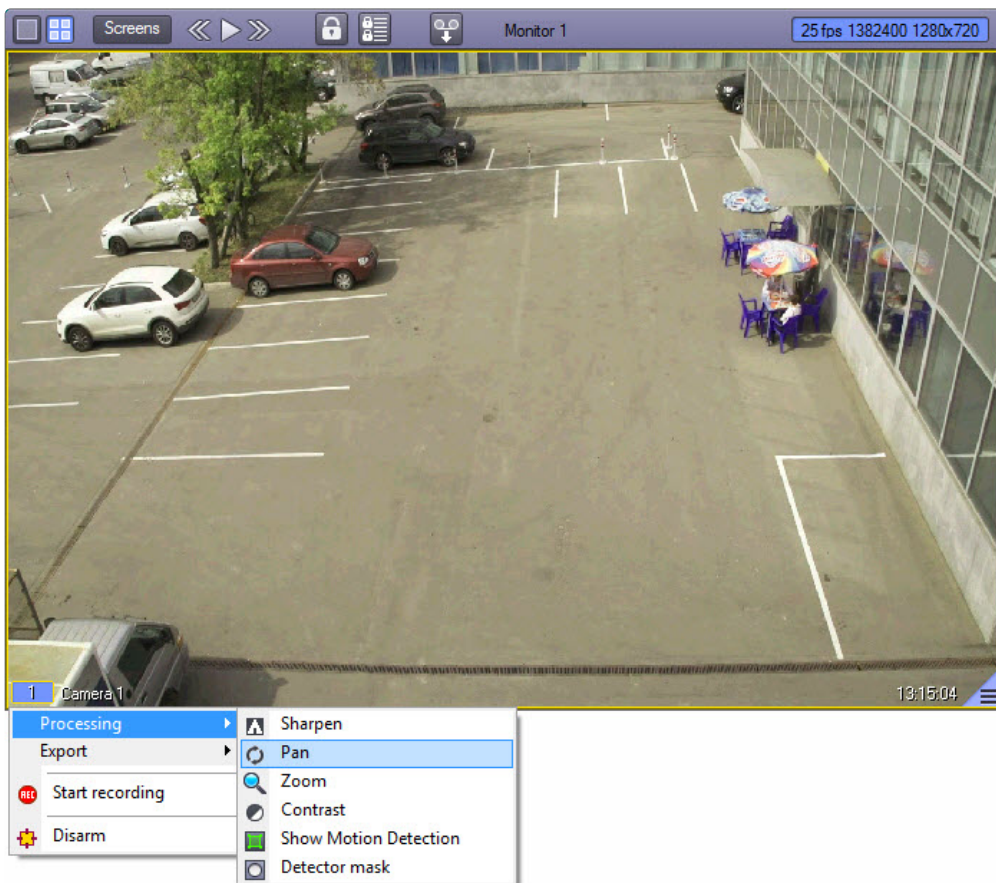 Screens
Monitor 1
25 fps 1382400 1280x720
1 Camera 1
13:15:04
Processing
Export
REC Start recording
Disarm
Sharpen
Pan
Zoom
Contrast
Show Motion Detection
Detector mask